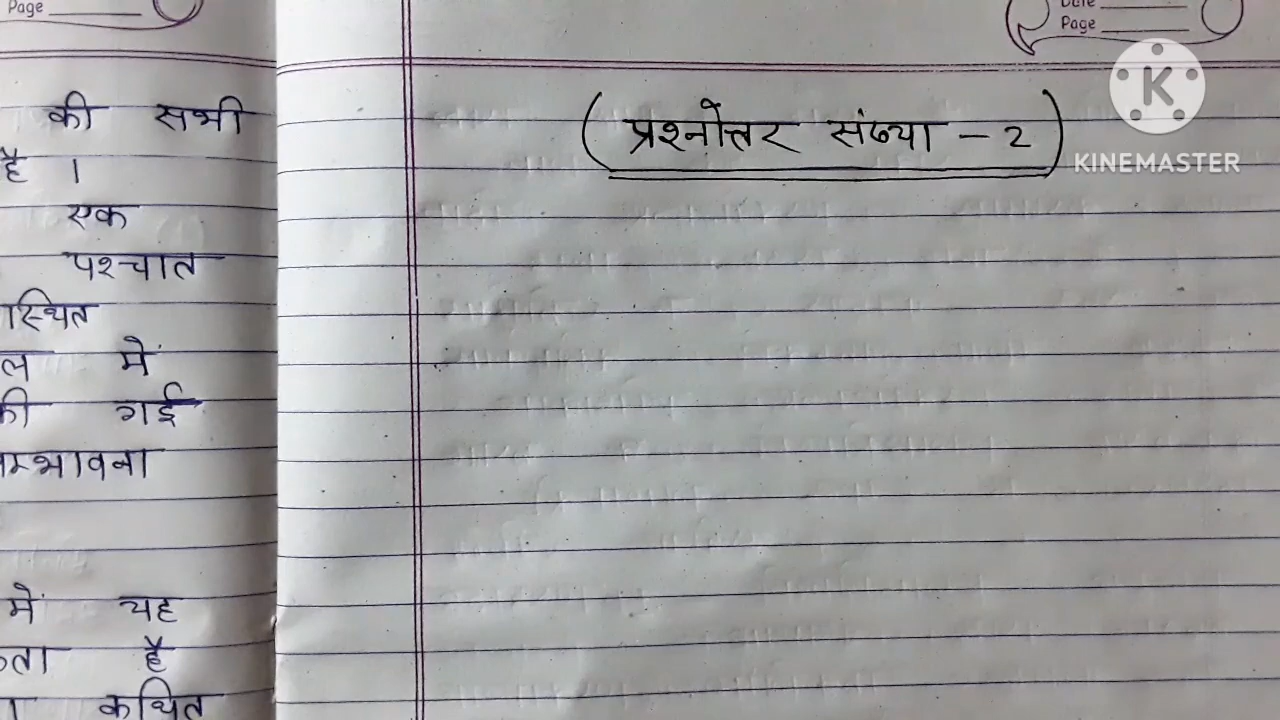 Page
की सभी
है ।
एक
पश्चात
स्थित
ल में
की गई
म्भावना
में यह
ता है
। कथित
Date
Page
( प्रश्नोत्तर संख्या - 2 )
KINEMASTER